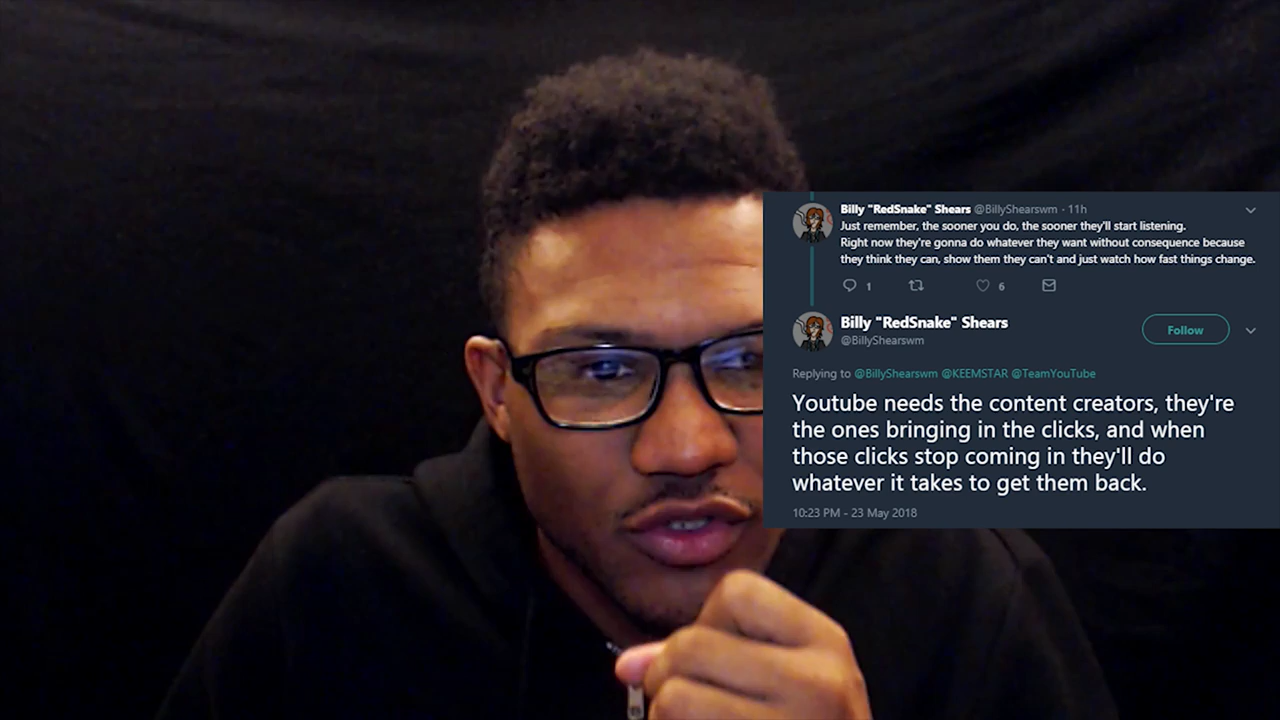 Billy "RedSnake" Shears @BillyShearswm · 11h
Just remember, the sooner you do, the sooner they'll start listening.
Right now they're gonna do whatever they want without consequence because
they think they can, show them they can't and just watch how fast things change.
1 6
Billy "RedSnake" Shears
@BillyShearswm
Follow
Replying to @BillyShearswm @KEEMSTAR @TeamYouTube
Youtube needs the content creators, they're
the ones bringing in the clicks, and when
those clicks stop coming in they'll do
whatever it takes to get them back.
10:23 PM - 23 May 2018